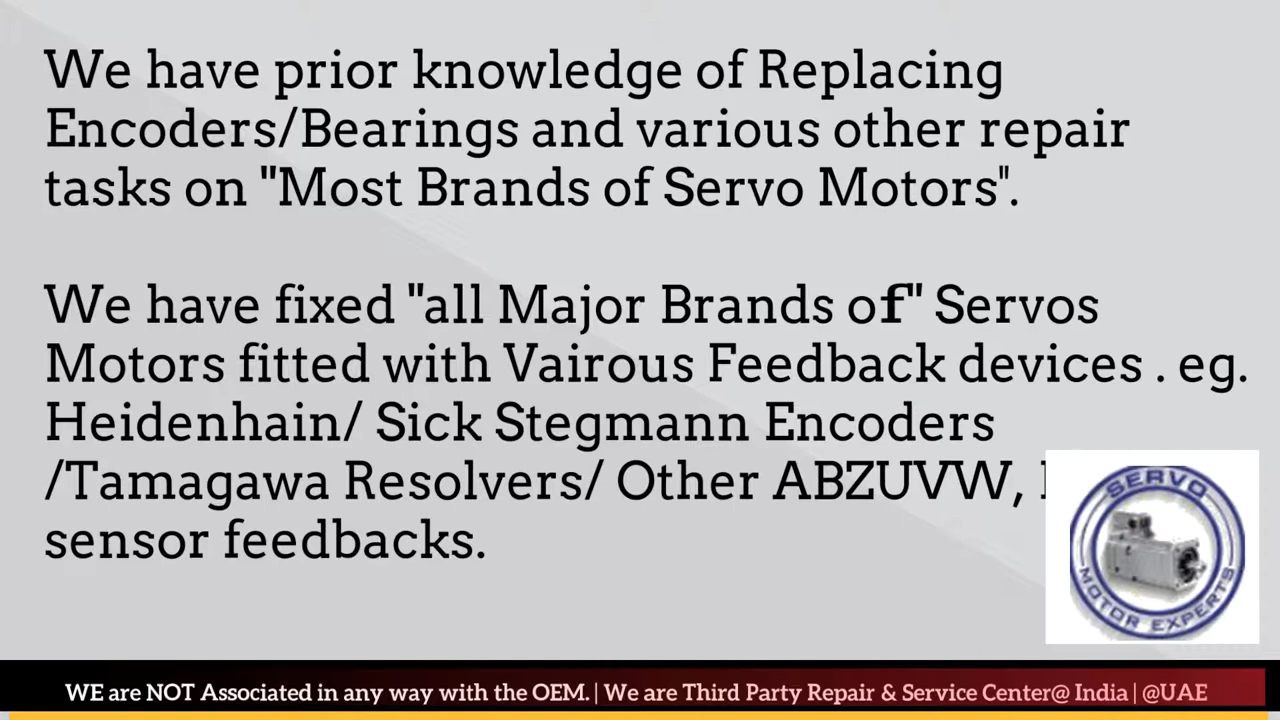 We have prior knowledge of Replacing
Encoders/Bearings and various other repair
tasks on "Most Brands of Servo Motors".
We have fixed "all Major Brands of" Servos
Motors fitted with Vairous Feedback devices . eg.
Heidenhain/ Sick Stegmann Encoders
/Tamagawa Resolvers/ Other ABZUVW,
sensor feedbacks.
SERVO
MOTOR EXPERTS
WE are NOT Associated in any way with the OEM. | We are Third Party Repair & Service Center@ India | @UAE